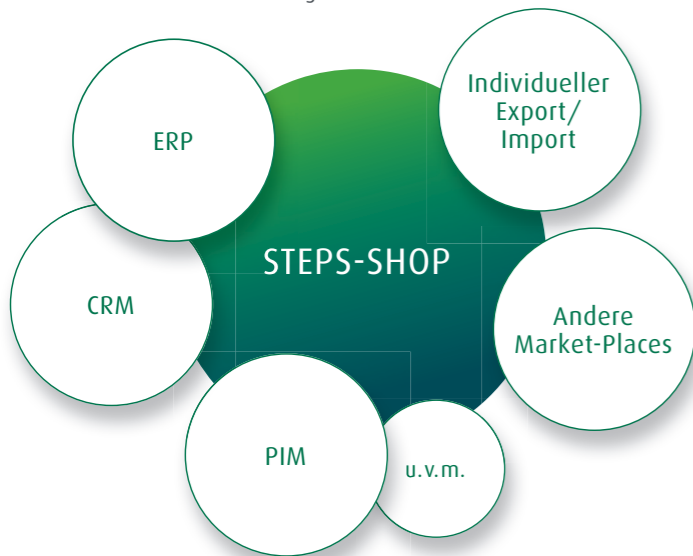 Individueller
Export/
Import
ERP
STEPS-SHOP
CRM
Andere
Market-Places
PIM
u.v.m.